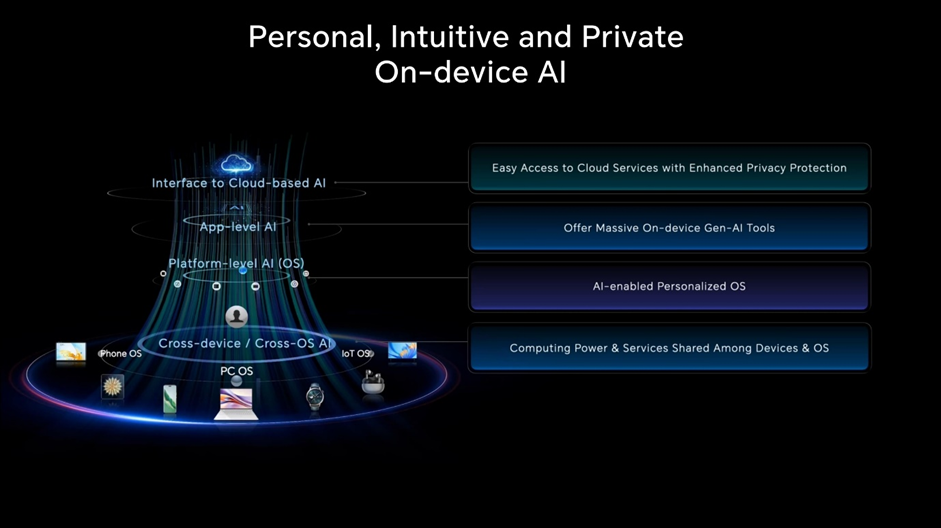 Personal, Intuitive and Private
On-device AI
Interface to Cloud-based AI
Easy Access to Cloud Services with Enhanced Privacy Protection
App-level AI
Offer Massive On-device Gen-AI Tools
Platform-level AI (OS)
AI-enabled Personalized OS
Cross-device / Cross-OS AI
Computing Power & Services Shared Among Devices & OS
Phone OS
IoT OS
PC OS